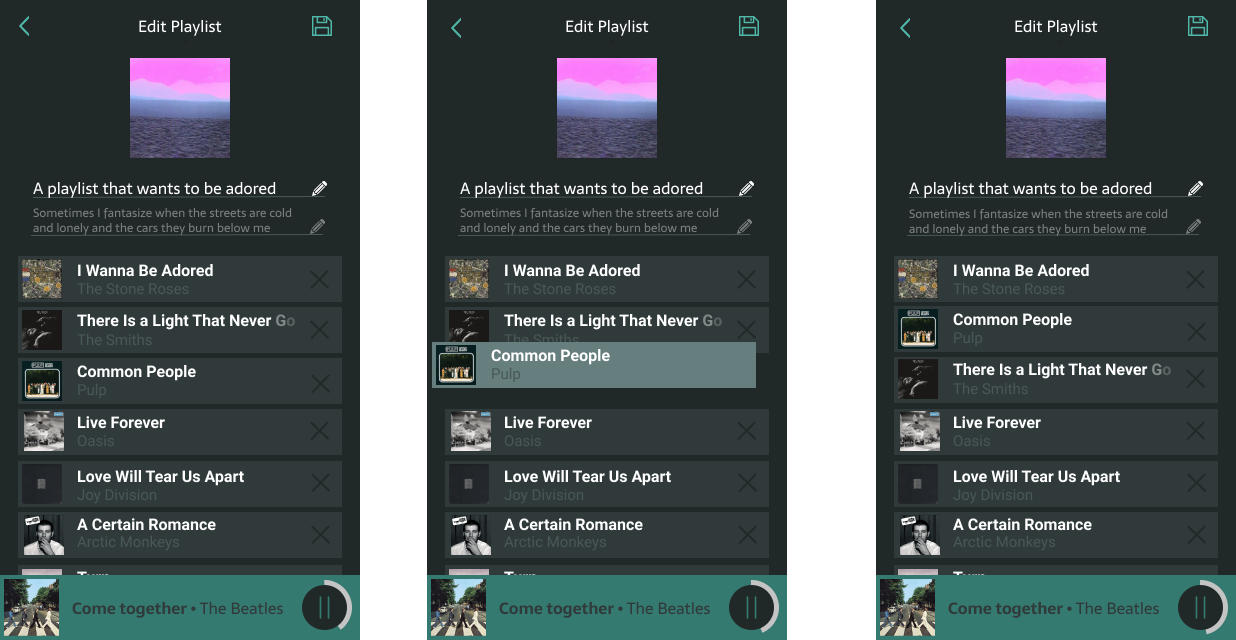 Edit Playlist
A playlist that wants to be adored
Sometimes I fantasize when the streets are cold
and lonely and the cars they burn below me
I Wanna Be Adored
The Stone Roses
There Is a Light That Never Go
The Smiths
Common People
Pulp
Live Forever
Oasis
Love Will Tear Us Apart
Joy Division
A Certain Romance
Arctic Monkeys
Come together • The Beatles
Edit Playlist
A playlist that wants to be adored
Sometimes I fantasize when the streets are cold
and lonely and the cars they burn below me
I Wanna Be Adored
The Stone Roses
There Is a Light That Never Go
The Smiths
Common People
Pulp
Live Forever
Oasis
Love Will Tear Us Apart
Joy Division
A Certain Romance
Arctic Monkeys
Come together • The Beatles
Edit Playlist
A playlist that wants to be adored
Sometimes I fantasize when the streets are cold
and lonely and the cars they burn below me
I Wanna Be Adored
The Stone Roses
Common People
Pulp
There Is a Light That Never Go
The Smiths
Live Forever
Oasis
Love Will Tear Us Apart
Joy Division
A Certain Romance
Arctic Monkeys
Come together • The Beatles